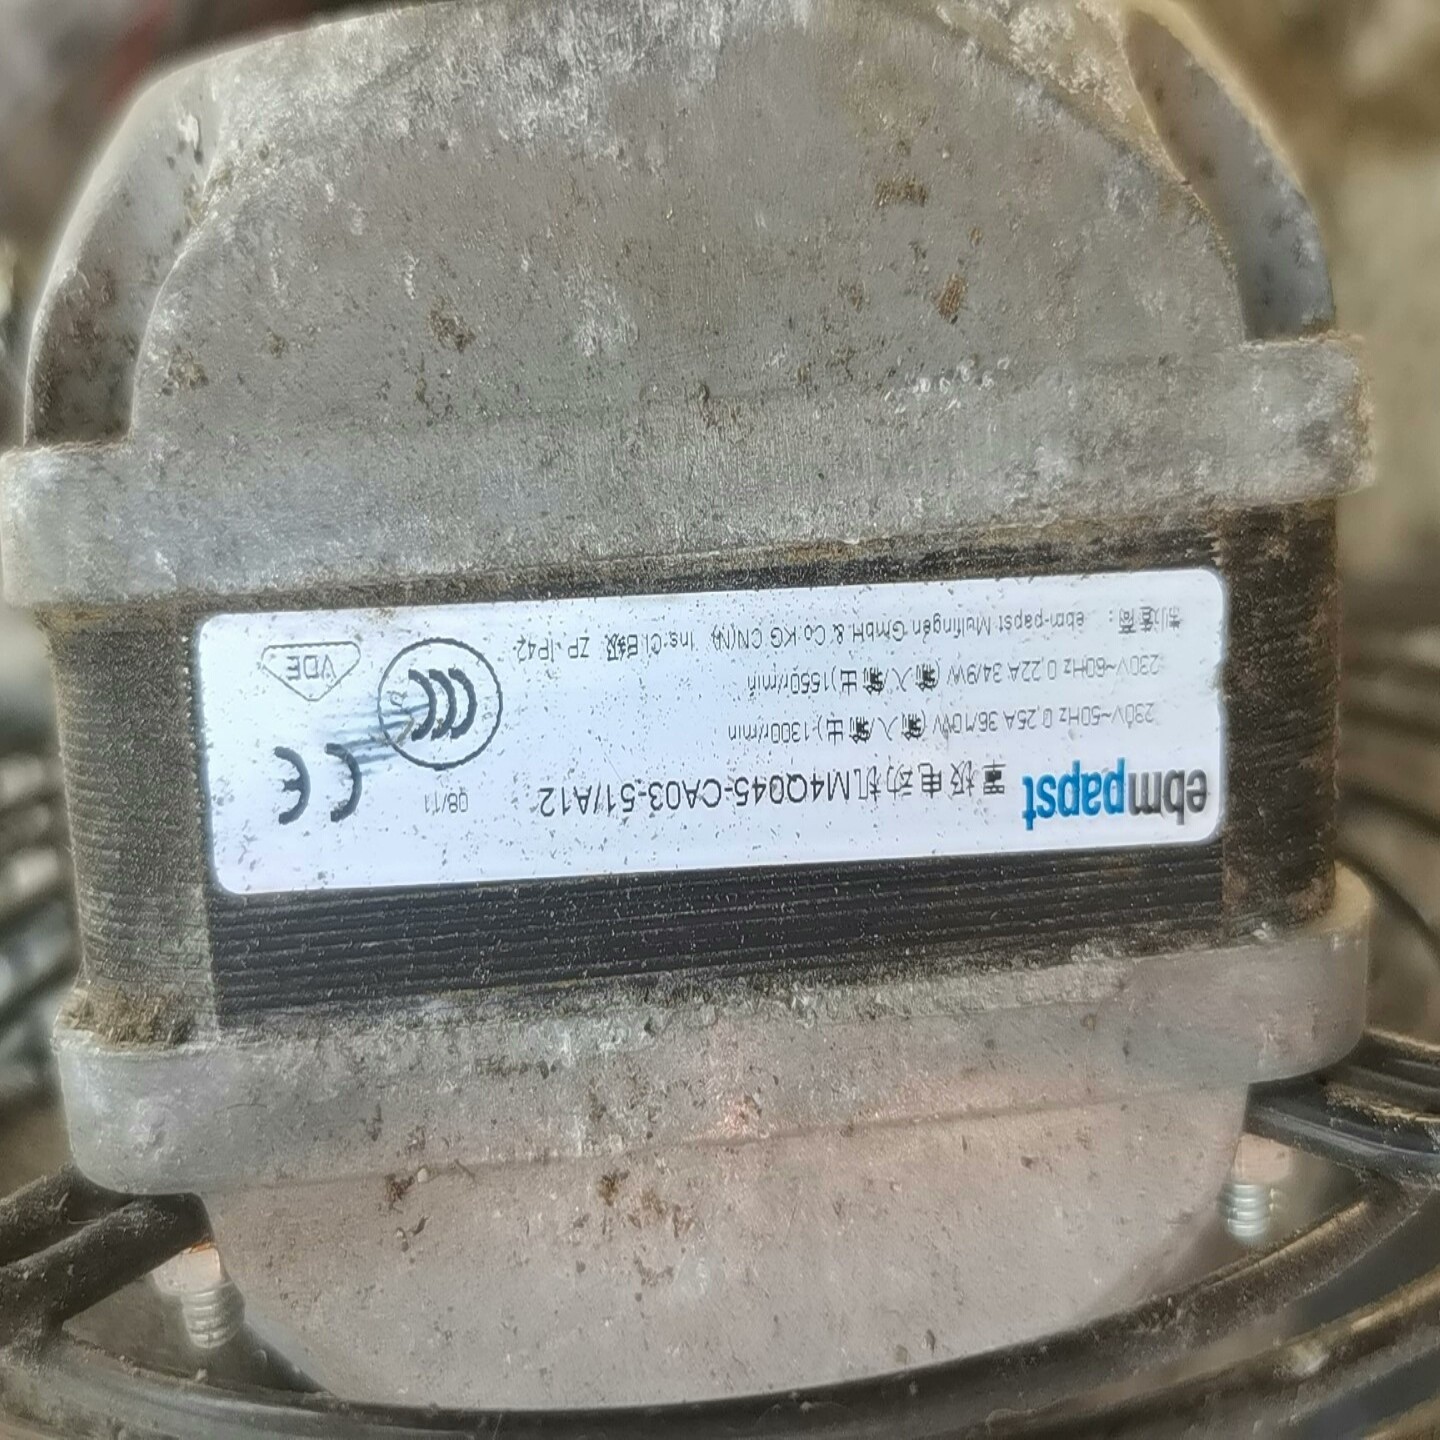 ebmpapst
罩极电动机M4Q045-CA03-51/A12
08/11
230V~50Hz 0,25A 36/10W (输入/输出) 1300r/min
230V~60Hz 0,22A 34/9W (输入/输出) 1550r/min
制造商: ebm-papst Mulfingen GmbH & Co.KG CN(N) Ins.Cl.B级 ZP IP42
CE
CCC
VDE